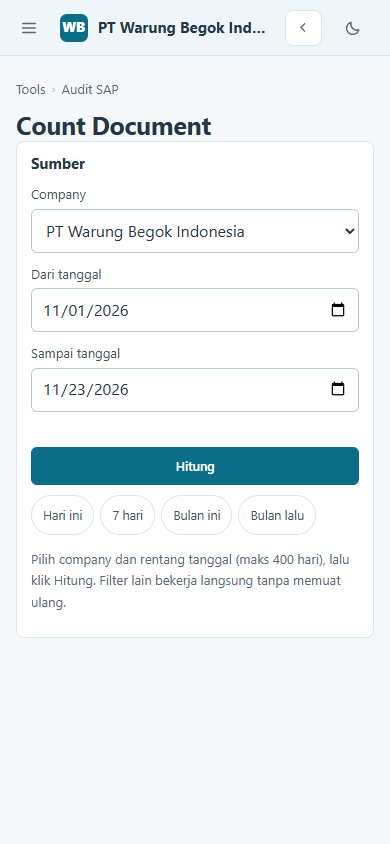 WB PT Warung Begok Ind...
Tools › Audit SAP
Count Document
Sumber
Company
PT Warung Begok Indonesia
Dari tanggal
11/01/2026
Sampai tanggal
11/23/2026
Hitung
Hari ini 7 hari Bulan ini Bulan lalu
Pilih company dan rentang tanggal (maks 400 hari), lalu
klik Hitung. Filter lain bekerja langsung tanpa memuat
ulang.